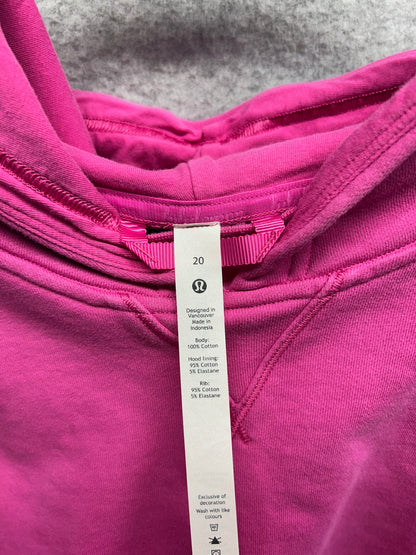 20
Designed in
Vancouver
Made in
Indonesia
Body:
100% Cotton
Hood lining:
95% Cotton
5% Elastane
Rib:
95% Cotton
5% Elastane
Exclusive of
decoration
Wash with like
colours